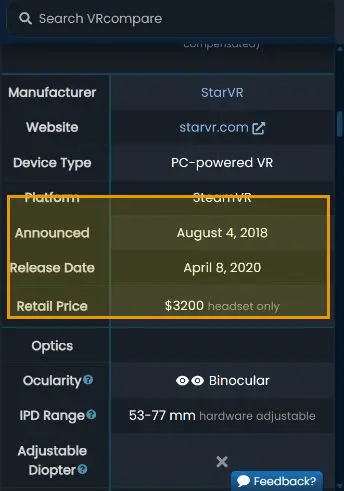 Search VRcompare
compensated)
Manufacturer StarVR
Website starvr.com
Device Type PC-powered VR
Platform SteamVR
Announced August 4, 2018
Release Date April 8, 2020
Retail Price $3200 headset only
Optics
Ocularity? Binocular
IPD Range? 53-77 mm hardware adjustable
Adjustable
Diopter?
Feedback?